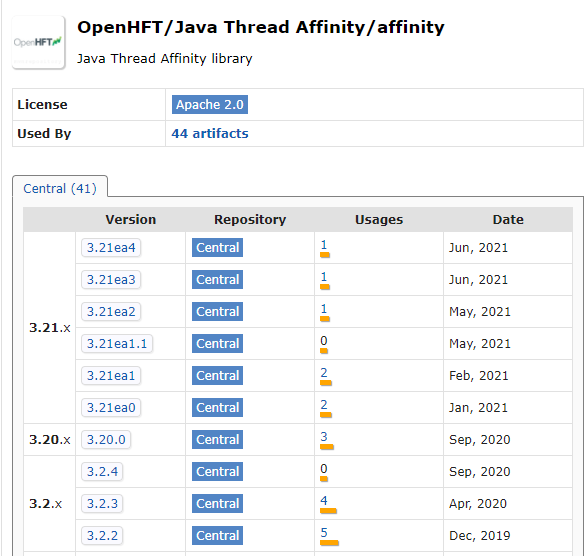 OpenHFT
OpenHFT/Java Thread Affinity/affinity
Java Thread Affinity library
License Apache 2.0
Used By 44 artifacts
Central (41)
Version Repository Usages Date
3.21.x
3.21ea4 Central 1 Jun, 2021
3.21ea3 Central 1 Jun, 2021
3.21ea2 Central 1 May, 2021
3.21ea1.1 Central 0 May, 2021
3.21ea1 Central 2 Feb, 2021
3.21ea0 Central 2 Jan, 2021
3.20.x 3.20.0 Central 3 Sep, 2020
3.2.x
3.2.4 Central 0 Sep, 2020
3.2.3 Central 4 Apr, 2020
3.2.2 Central 5 Dec, 2019